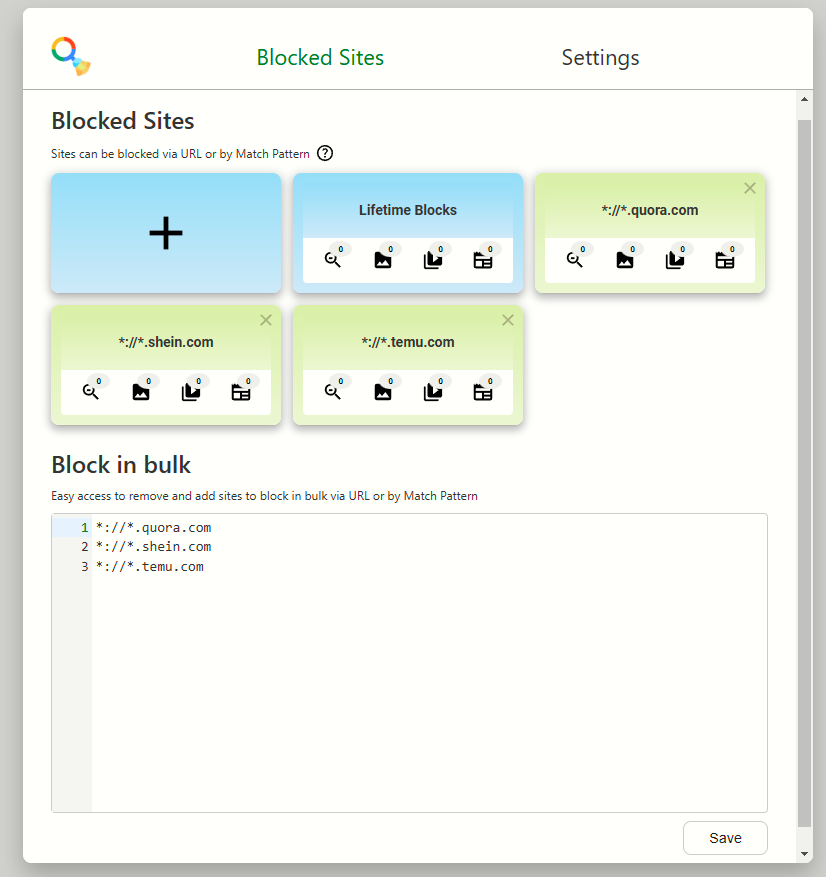 Blocked Sites
Settings
Blocked Sites
Sites can be blocked via URL or by Match Pattern
Lifetime Blocks
0 0 0 0
*://*.quora.com
0 0 0 0
*://*.shein.com
0 0 0 0
*://*.temu.com
0 0 0 0
Block in bulk
Easy access to remove and add sites to block in bulk via URL or by Match Pattern
1 *://*.quora.com
2 *://*.shein.com
3 *://*.temu.com
Save